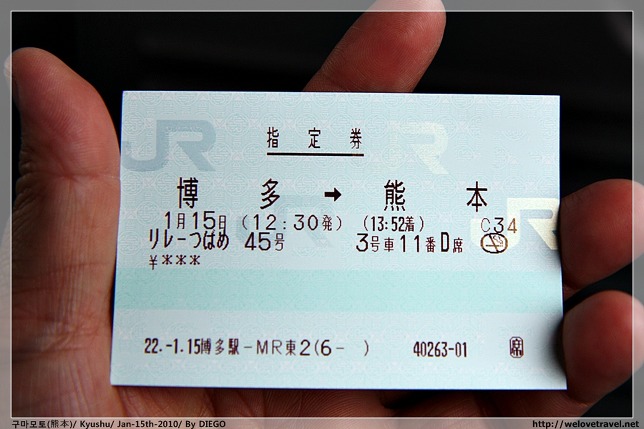 JR
指定券
博多 → 熊本
1月15日 (12:30発) (13:52着) C34
リレーつばめ 45号 3号車11番D席
¥***
22.-1.15博多駅-MR東2(6- ) 40263-01 席
구마모토(熊本)/ Kyushu/ Jan-15th-2010/ By DIEGO http://welovetravel.net